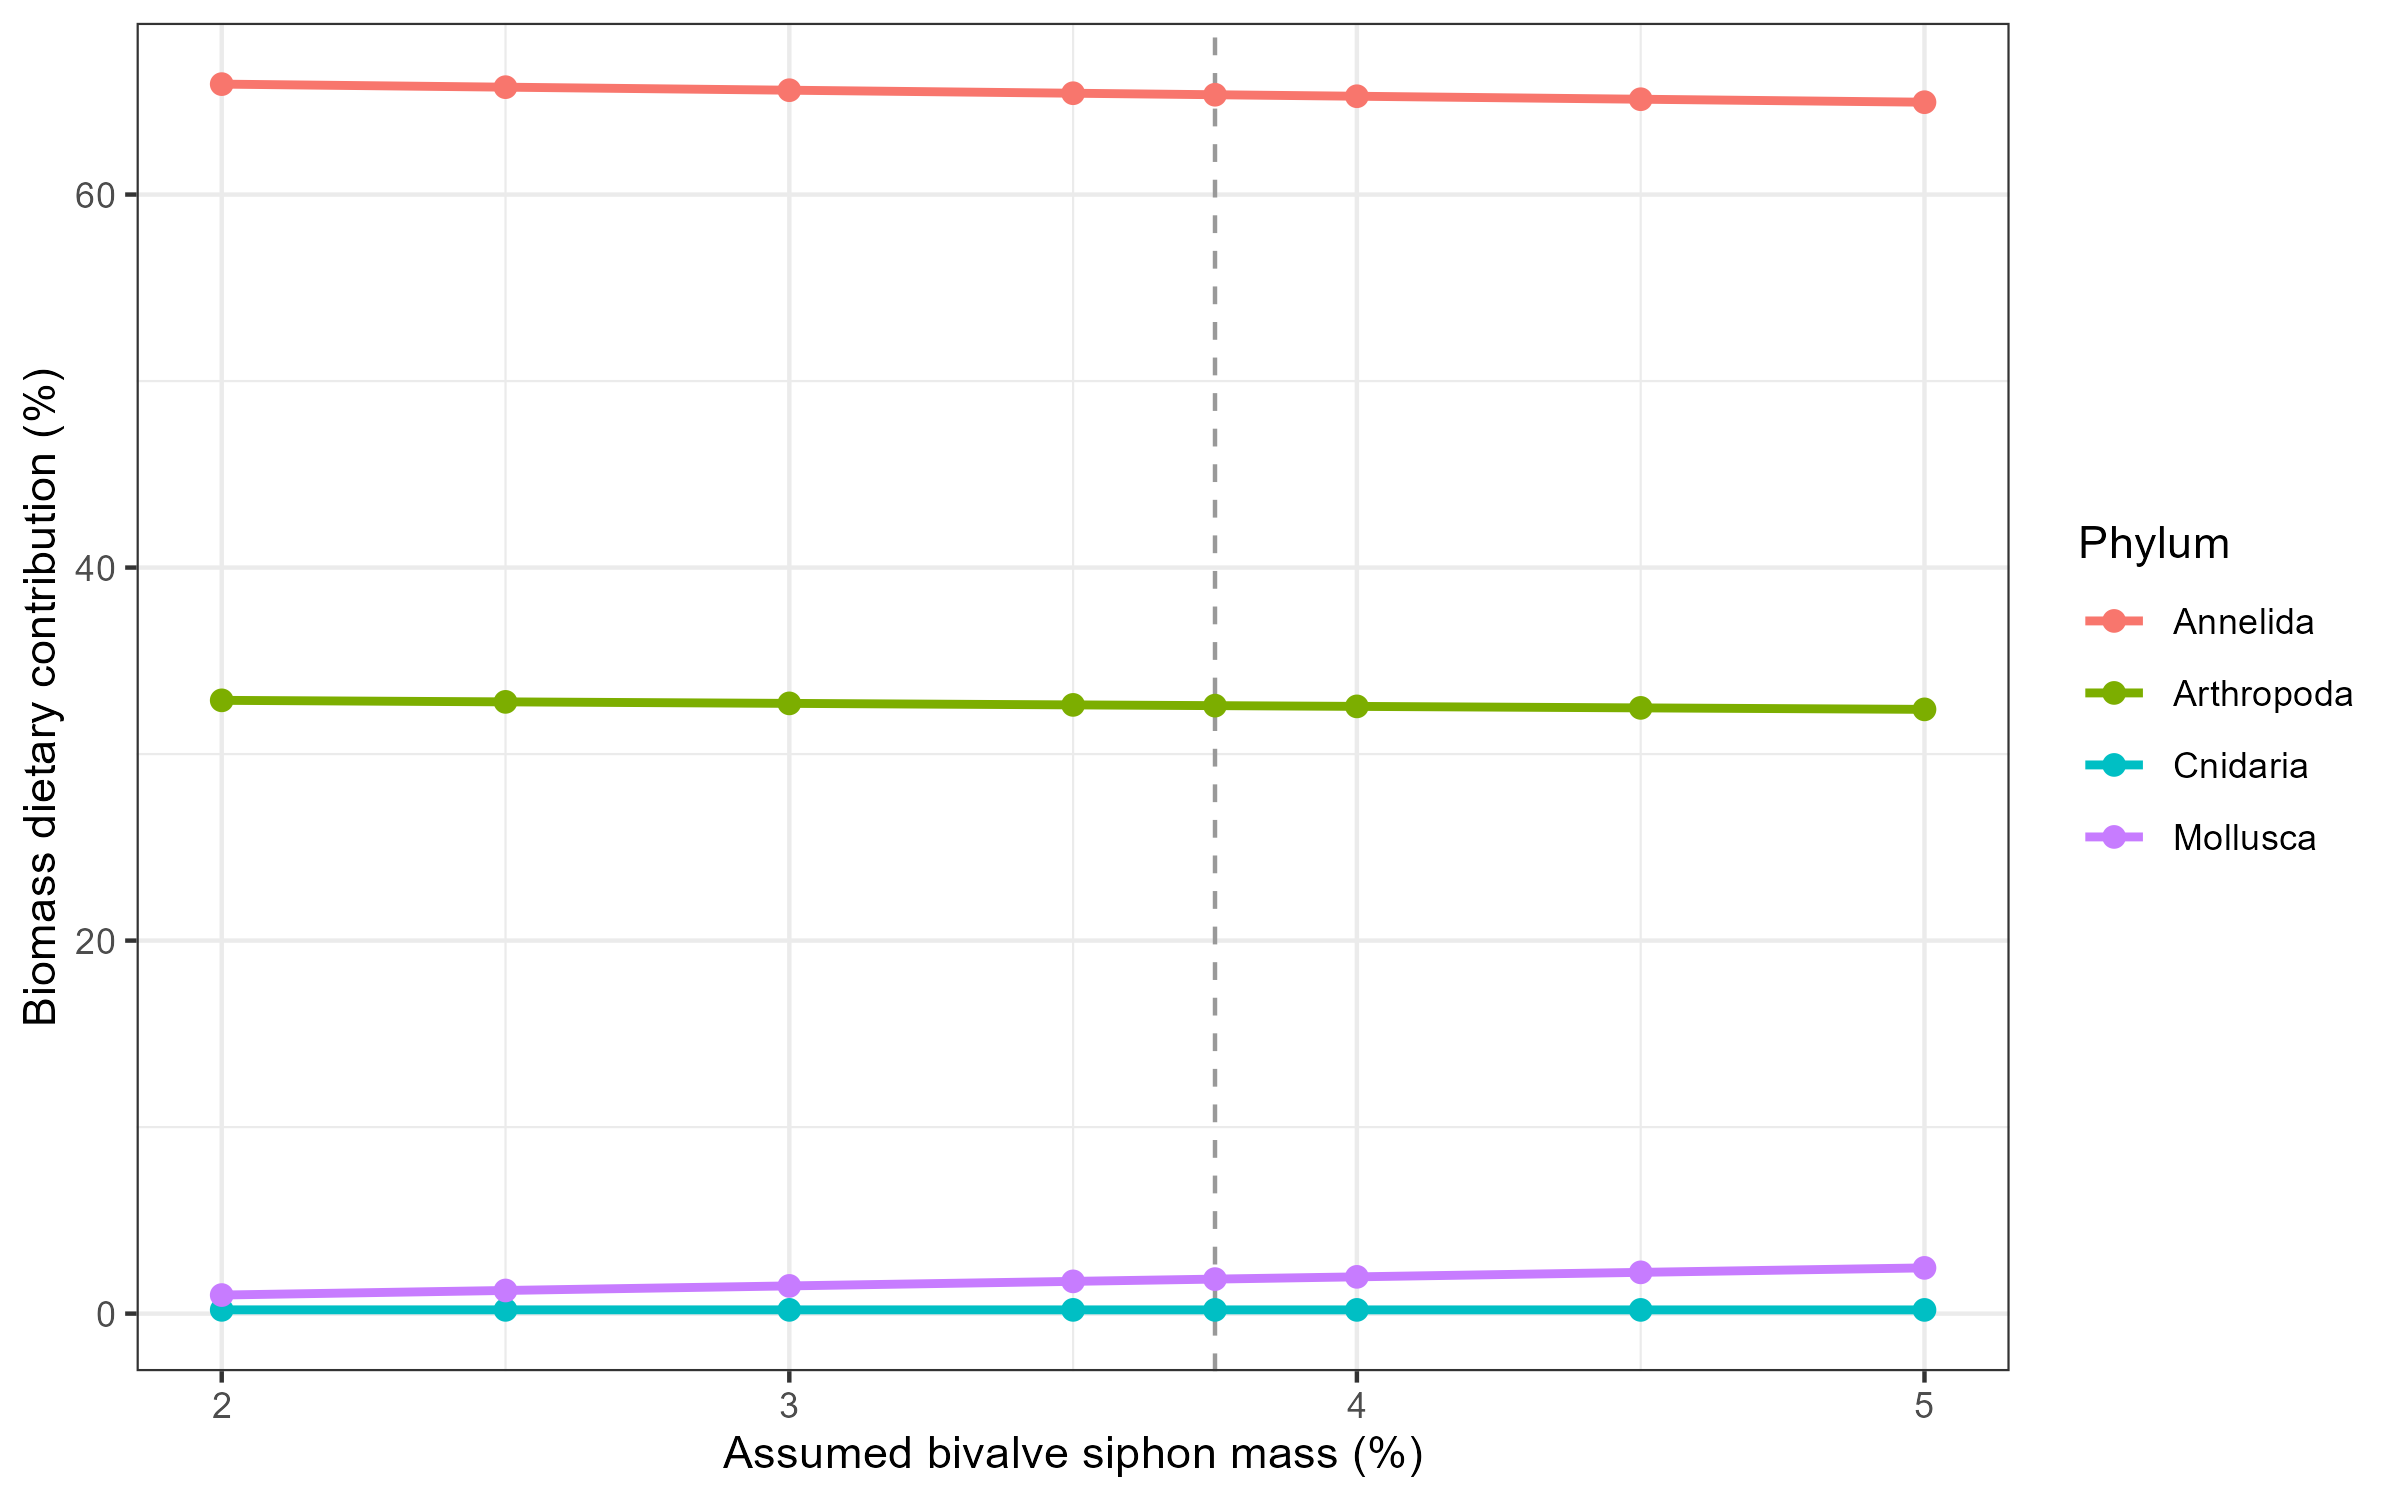 Biomass dietary contribution (%)
60
40
20
0
2
3
4
5
Assumed bivalve siphon mass (%)
Phylum
Annelida
Arthropoda
Cnidaria
Mollusca